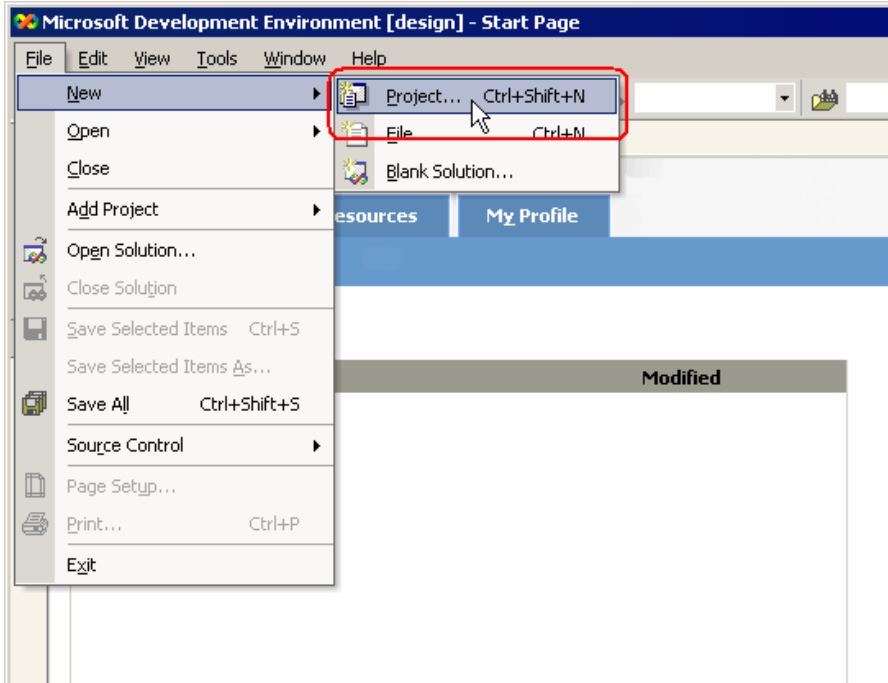 Microsoft Development Environment [design] - Start Page
File Edit View Tools Window Help
New
Project... Ctrl+Shift+N
Open
File Ctrl+N
Close
Blank Solution...
Add Project
esources My Profile
Open Solution...
Close Solution
Save Selected Items Ctrl+S
Save Selected Items As...
Modified
Save All Ctrl+Shift+S
Source Control
Page Setup...
Print... Ctrl+P
Exit